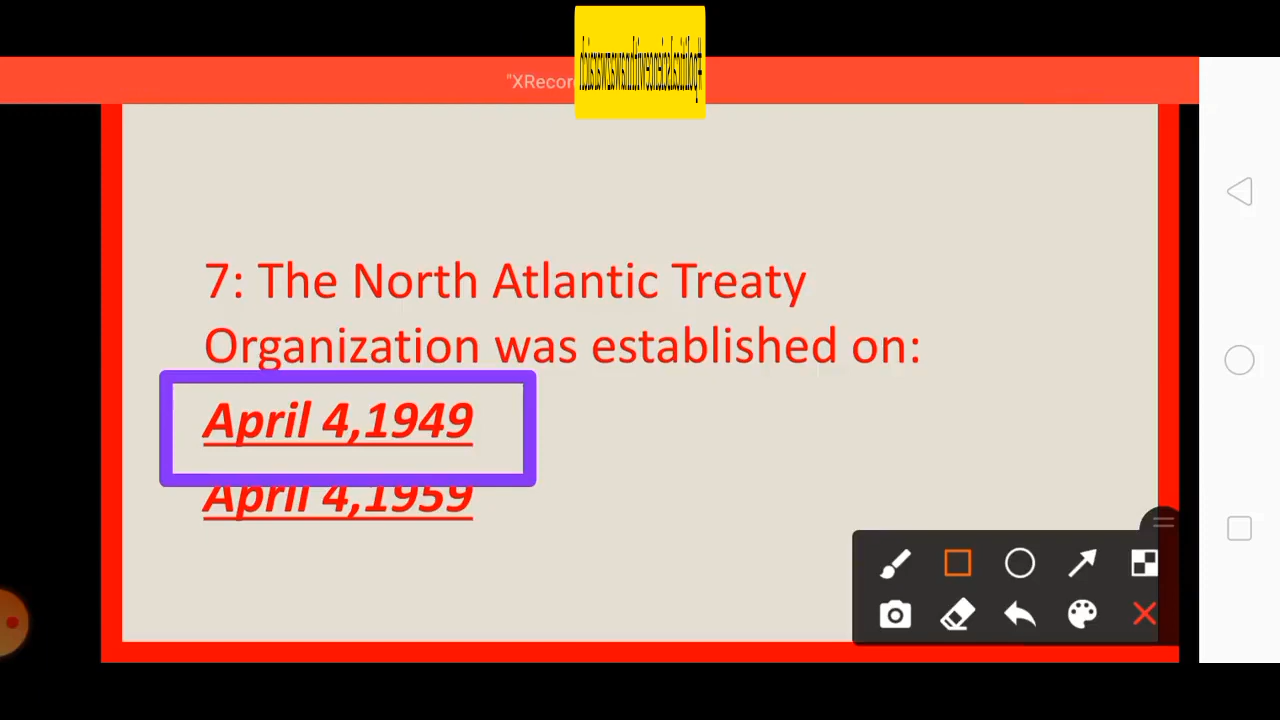 "XRecor
7: The North Atlantic Treaty
Organization was established on:
April 4,1949
April 4,1959